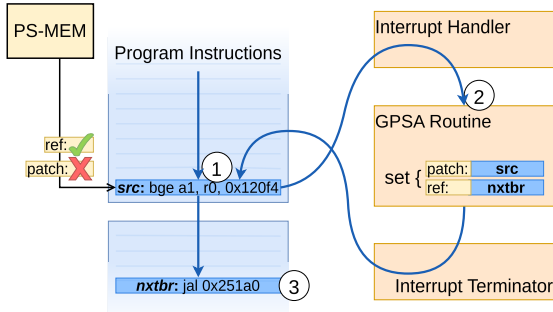 PS-MEM
Program Instructions
ref:
patch:
1
src: bge a1, r0, 0x120f4
nxtbr: jal 0x251a0
3
Interrupt Handler
2
GPSA Routine
set {
patch: src
ref: nxtbr
Interrupt Terminator